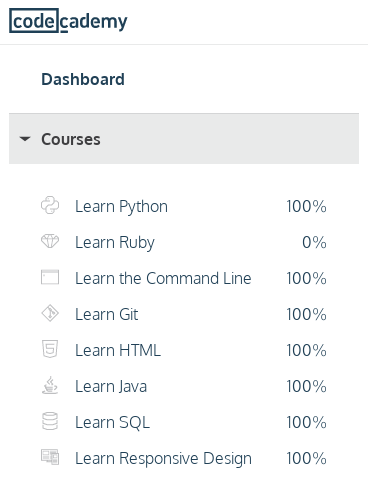 codecademy
Dashboard
Courses
Learn Python 100%
Learn Ruby 0%
Learn the Command Line 100%
Learn Git 100%
Learn HTML 100%
Learn Java 100%
Learn SQL 100%
Learn Responsive Design 100%